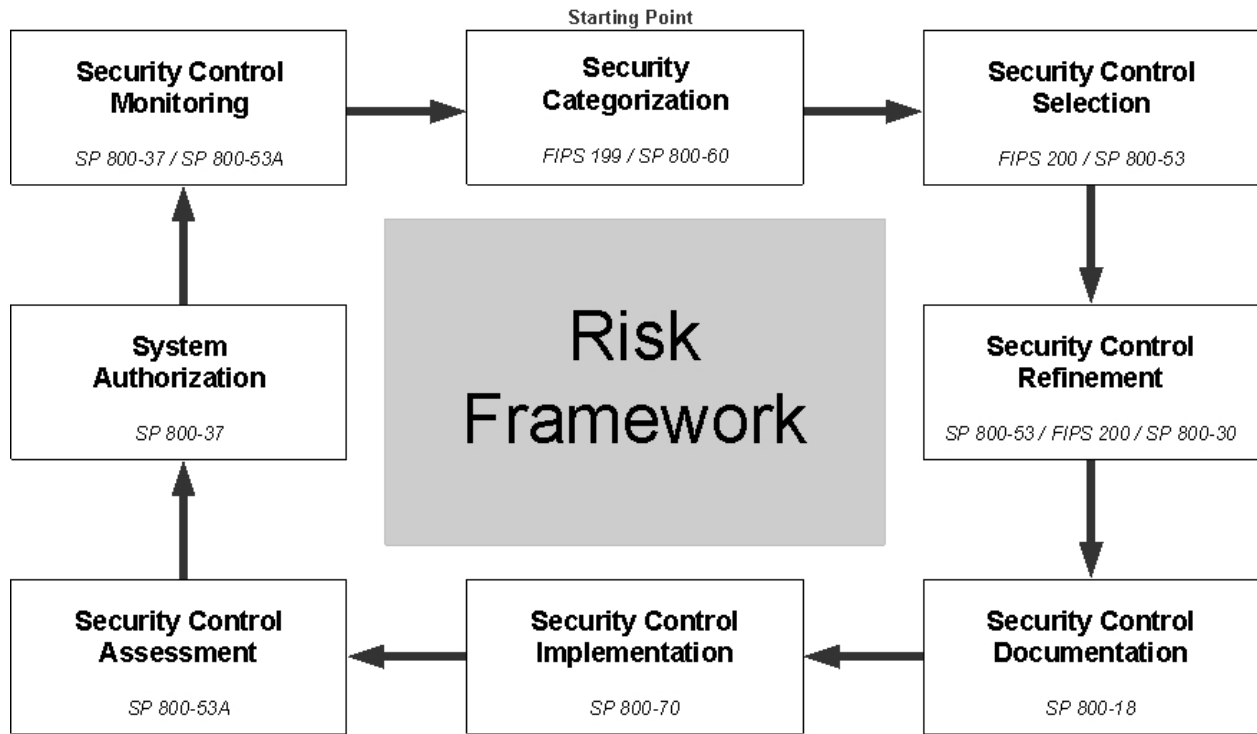 Starting Point
Security Control
Monitoring
SP 800-37 / SP 800-53A
Security
Categorization
FIPS 199 / SP 800-60
Security Control
Selection
FIPS 200 / SP 800-53
System
Authorization
SP 800-37
Risk
Framework
Security Control
Refinement
SP 800-53 / FIPS 200 / SP 800-30
Security Control
Assessment
SP 800-53A
Security Control
Implementation
SP 800-70
Security Control
Documentation
SP 800-18